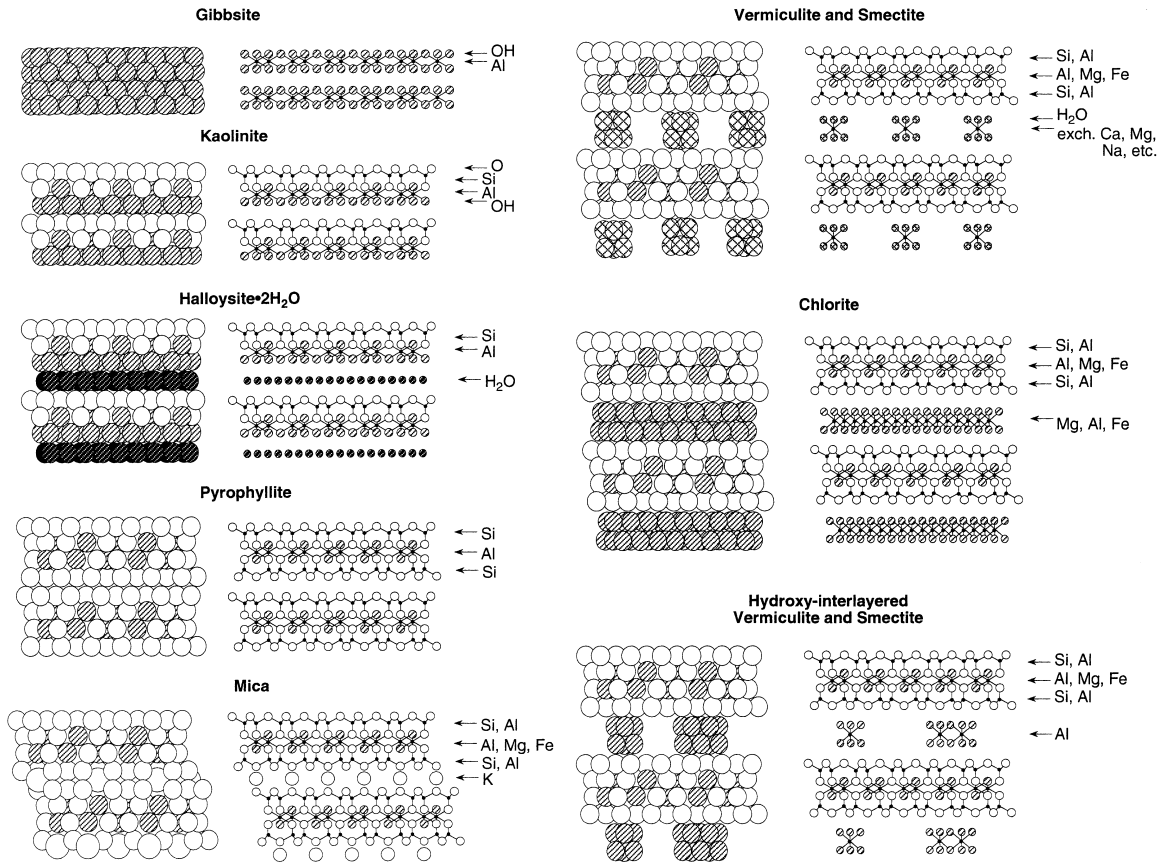 Gibbsite
OH
Al
Kaolinite
O
Si
Al
OH
Halloysite•2H₂O
Si
Al
H₂O
Pyrophyllite
Si
Al
Si
Mica
Si, Al
Al, Mg, Fe
Si, Al
K
Vermiculite and Smectite
Si, Al
Al, Mg, Fe
Si, Al
H₂O
exch. Ca, Mg,
Na, etc.
Chlorite
Si, Al
Al, Mg, Fe
Si, Al
Mg, Al, Fe
Hydroxy-interlayered
Vermiculite and Smectite
Si, Al
Al, Mg, Fe
Si, Al
Al